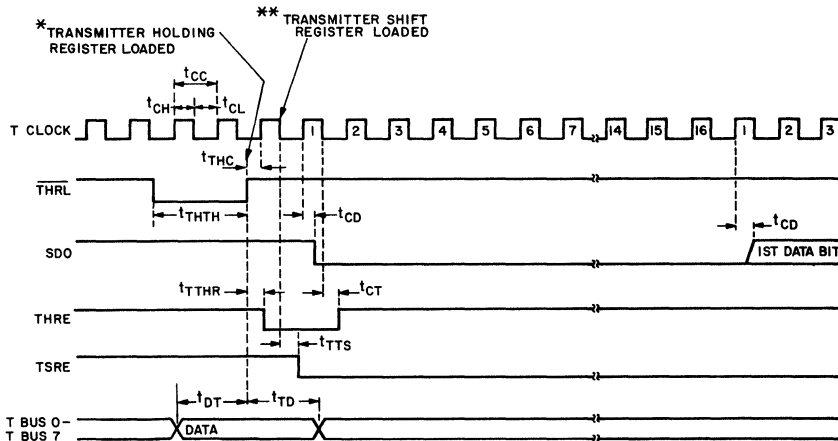 *TRANSMITTER HOLDING
REGISTER LOADED
** TRANSMITTER SHIFT
REGISTER LOADED
tCC
tCH
tCL
T CLOCK
1 2 3 4 5 6 7 14 15 16 1 2 3
tTHC
THRL
tTHTH
tCD
tCD
SDO
1ST DATA BIT
tTTHR
tCT
THRE
tTTS
TSRE
tDT
tTD
T BUS 0–
T BUS 7
DATA